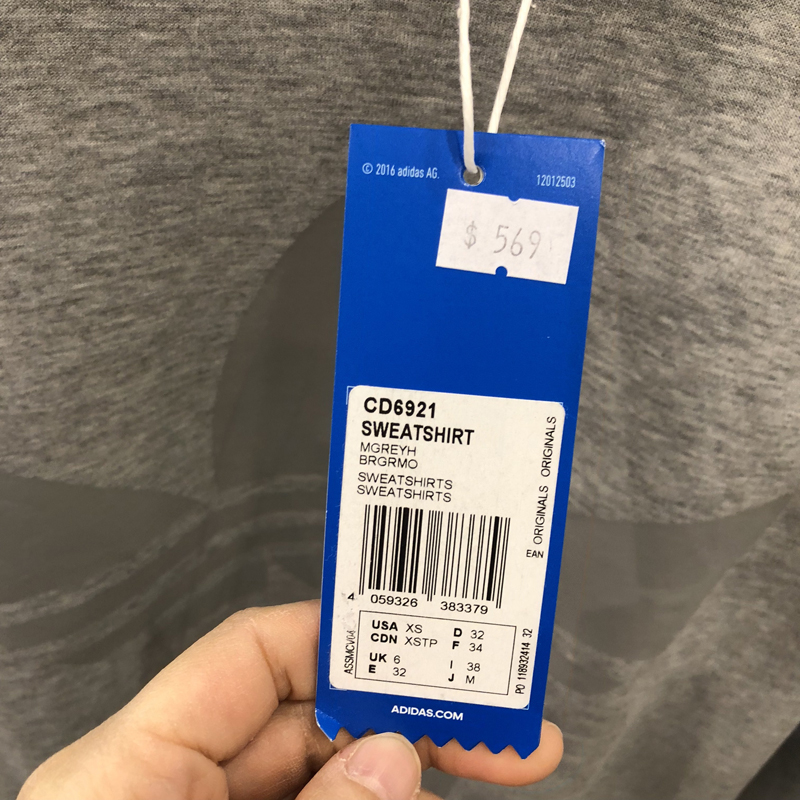 © 2016 adidas AG.
12012503
$ 569
CD6921
SWEATSHIRT
MGREYH
BRGRMO
SWEATSHIRTS
SWEATSHIRTS
ORIGINALS ORIGINALS
EAN
4 059326 383379
USA XS D 32
CDN XSTP F 34
UK 6 I 38
E 32 J M
ASSMCV04
PO 118932414 32
ADIDAS.COM